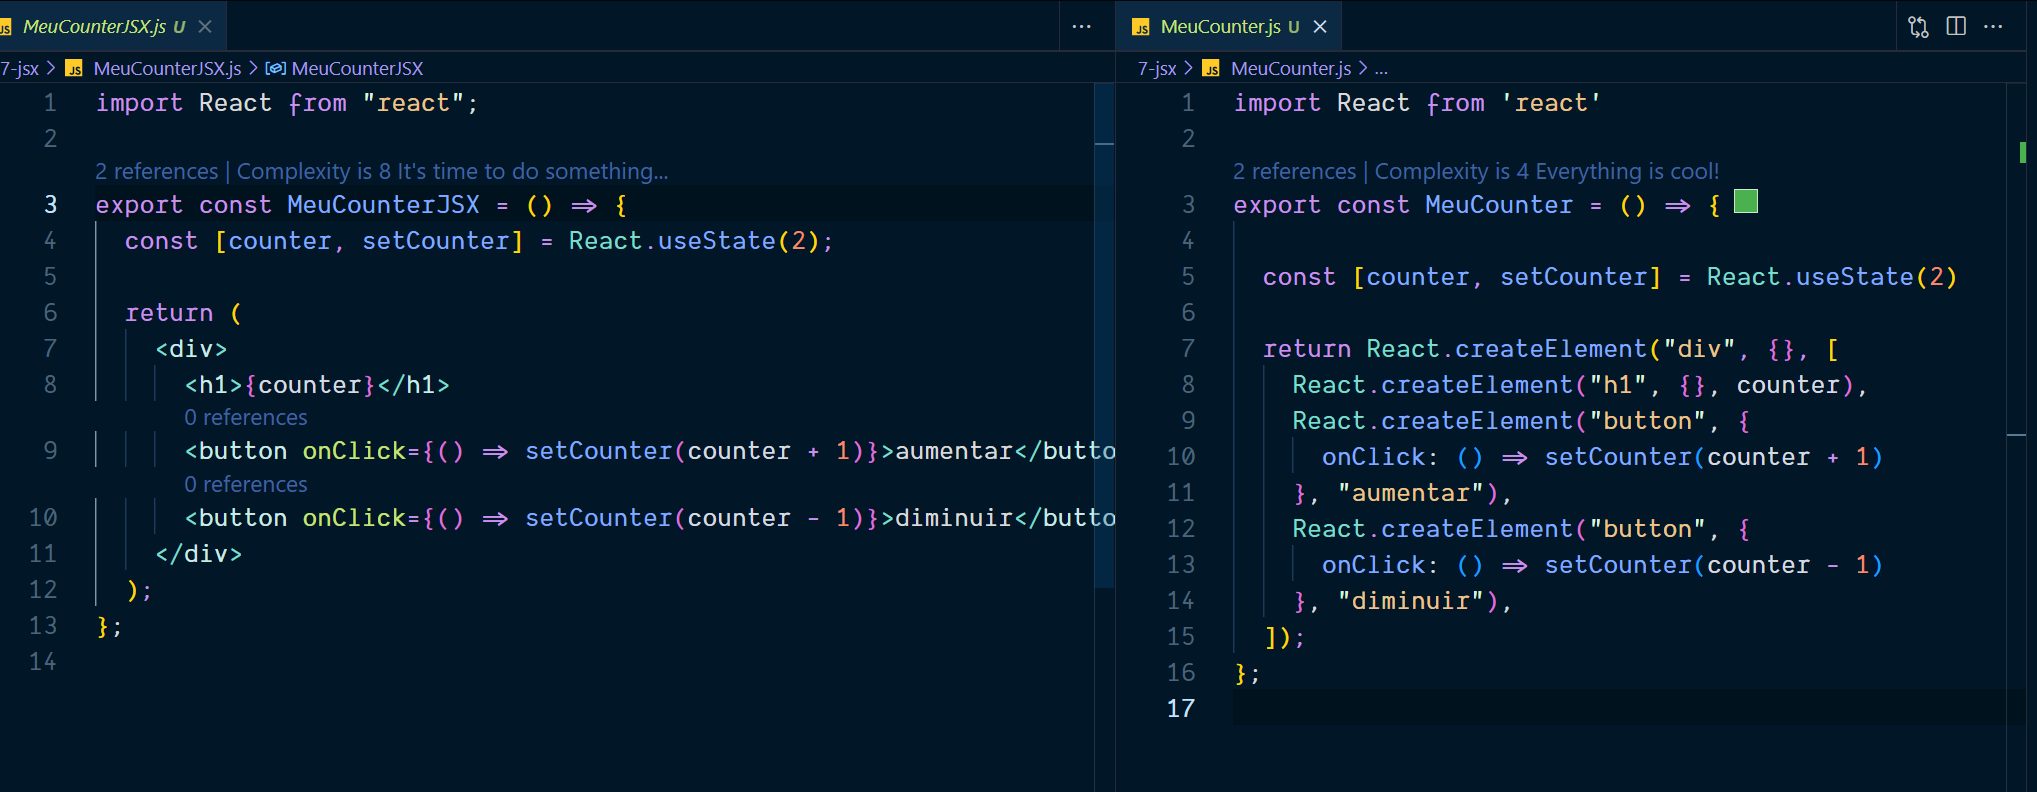 JS MeuCounterJSX.js U
7-jsx > JS MeuCounterJSX.js > MeuCounterJSX
1 import React from "react";
2
2 references | Complexity is 8 It's time to do something...
3 export const MeuCounterJSX = () => {
4 const [counter, setCounter] = React.useState(2);
5
6 return (
7 <div>
8 <h1>{counter}</h1>
0 references
9 <button onClick={() => setCounter(counter + 1)}>aumentar</butto
0 references
10 <button onClick={() => setCounter(counter - 1)}>diminuir</butto
11 </div>
12 );
13 };
14
JS MeuCounter.js U
7-jsx > JS MeuCounter.js > ...
1 import React from 'react'
2
2 references | Complexity is 4 Everything is cool!
3 export const MeuCounter = () => {
4
5 const [counter, setCounter] = React.useState(2)
6
7 return React.createElement("div", {}, [
8 React.createElement("h1", {}, counter),
9 React.createElement("button", {
10 onClick: () => setCounter(counter + 1)
11 }, "aumentar"),
12 React.createElement("button", {
13 onClick: () => setCounter(counter - 1)
14 }, "diminuir"),
15 ]);
16 };
17